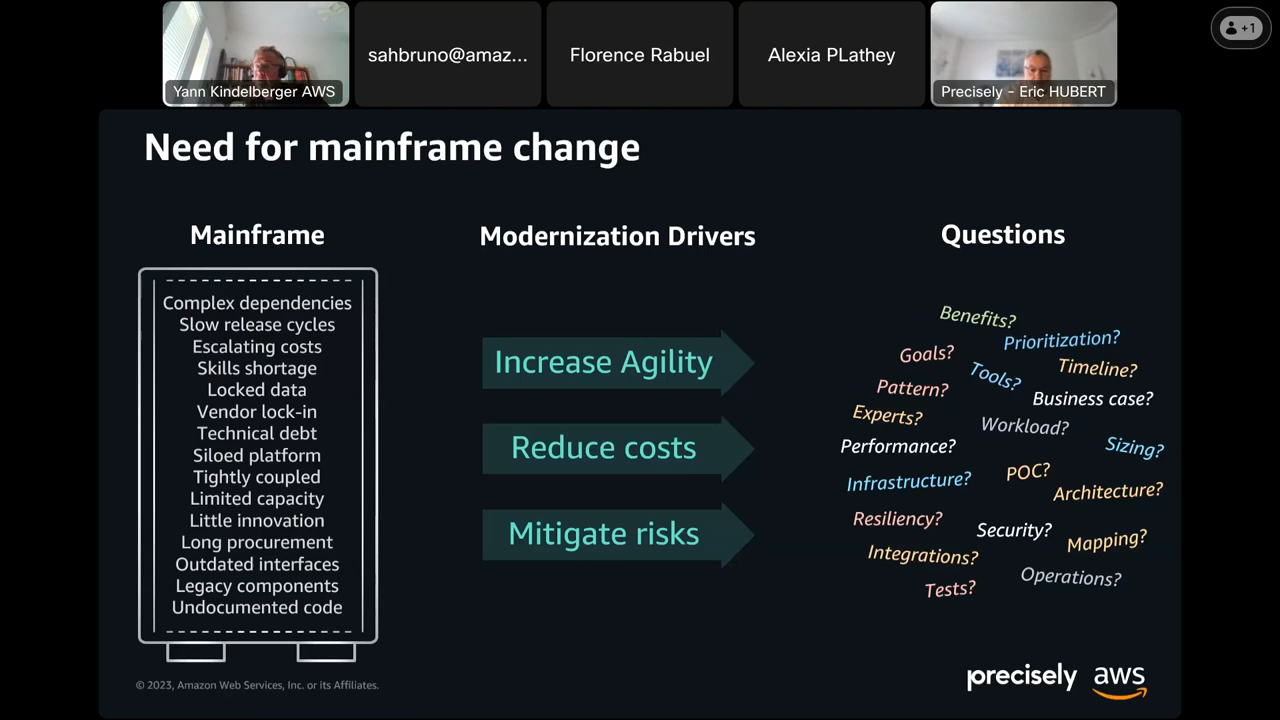 Yann Kindelberger AWS
sahbruno@amaz...
Florence Rabuel
Alexia PLathey
Precisely - Eric HUBERT
+1
Need for mainframe change
Mainframe
Complex dependencies
Slow release cycles
Escalating costs
Skills shortage
Locked data
Vendor lock-in
Technical debt
Siloed platform
Tightly coupled
Limited capacity
Little innovation
Long procurement
Outdated interfaces
Legacy components
Undocumented code
Modernization Drivers
Increase Agility
Reduce costs
Mitigate risks
Questions
Benefits?
Prioritization?
Goals?
Timeline?
Tools?
Pattern?
Business case?
Experts?
Workload?
Performance?
Sizing?
POC?
Infrastructure?
Architecture?
Resiliency?
Security?
Mapping?
Integrations?
Operations?
Tests?
© 2023, Amazon Web Services, Inc. or its Affiliates.
precisely
aws